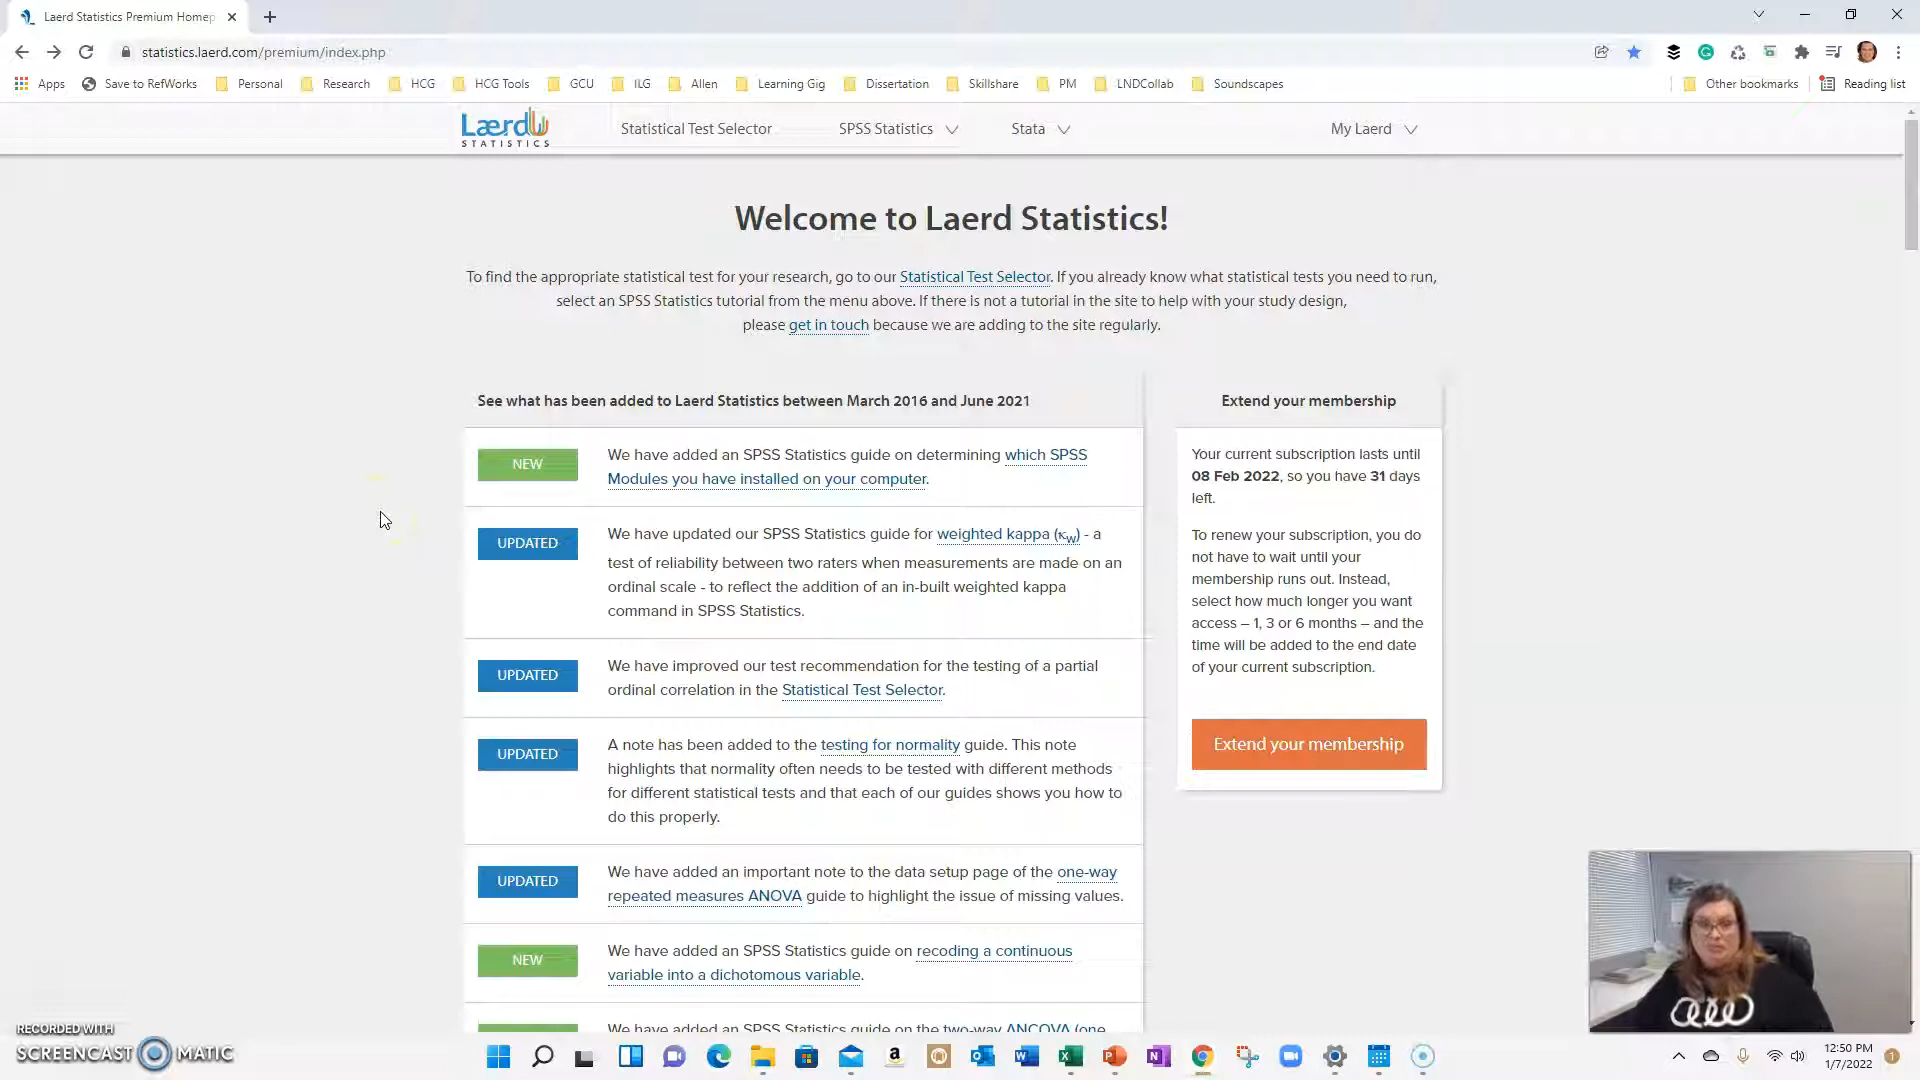 Laerd Statistics Premium Homep
statistics.laerd.com/premium/index.php
Apps Save to RefWorks Personal Research HCG HCG Tools GCU ILG Allen Learning Gig Dissertation Skillshare PM LNDCollab Soundscapes Other bookmarks Reading list
Lærd
STATISTICS
Statistical Test Selector SPSS Statistics Stata My Laerd
Welcome to Laerd Statistics!
To find the appropriate statistical test for your research, go to our Statistical Test Selector. If you already know what statistical tests you need to run,
select an SPSS Statistics tutorial from the menu above. If there is not a tutorial in the site to help with your study design,
please get in touch because we are adding to the site regularly.
See what has been added to Laerd Statistics between March 2016 and June 2021
NEW
We have added an SPSS Statistics guide on determining which SPSS
Modules you have installed on your computer.
UPDATED
We have updated our SPSS Statistics guide for weighted kappa (κw) - a
test of reliability between two raters when measurements are made on an
ordinal scale - to reflect the addition of an in-built weighted kappa
command in SPSS Statistics.
UPDATED
We have improved our test recommendation for the testing of a partial
ordinal correlation in the Statistical Test Selector.
UPDATED
A note has been added to the testing for normality guide. This note
highlights that normality often needs to be tested with different methods
for different statistical tests and that each of our guides shows you how to
do this properly.
UPDATED
We have added an important note to the data setup page of the one-way
repeated measures ANOVA guide to highlight the issue of missing values.
NEW
We have added an SPSS Statistics guide on recoding a continuous
variable into a dichotomous variable.
We have added an SPSS Statistics guide on the two-way ANCOVA (one
Extend your membership
Your current subscription lasts until
08 Feb 2022, so you have 31 days
left.
To renew your subscription, you do
not have to wait until your
membership runs out. Instead,
select how much longer you want
access – 1, 3 or 6 months – and the
time will be added to the end date
of your current subscription.
Extend your membership
RECORDED WITH
SCREENCAST MATIC
12:50 PM
1/7/2022
1